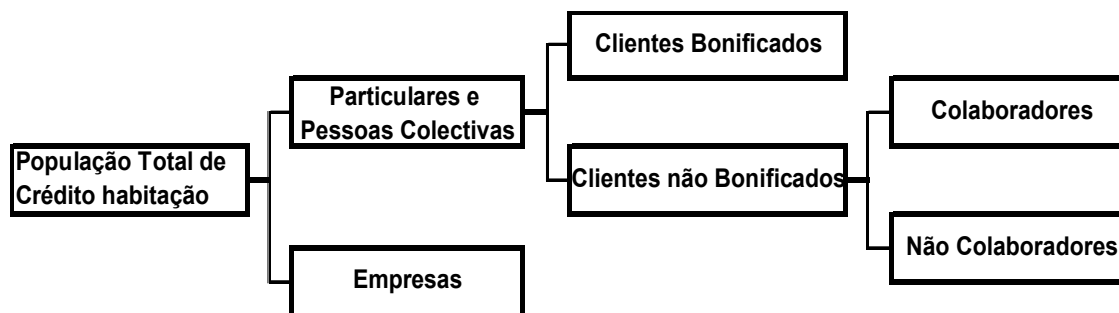 População Total de
Crédito habitação
Particulares e
Pessoas Colectivas
Empresas
Clientes Bonificados
Clientes não Bonificados
Colaboradores
Não Colaboradores